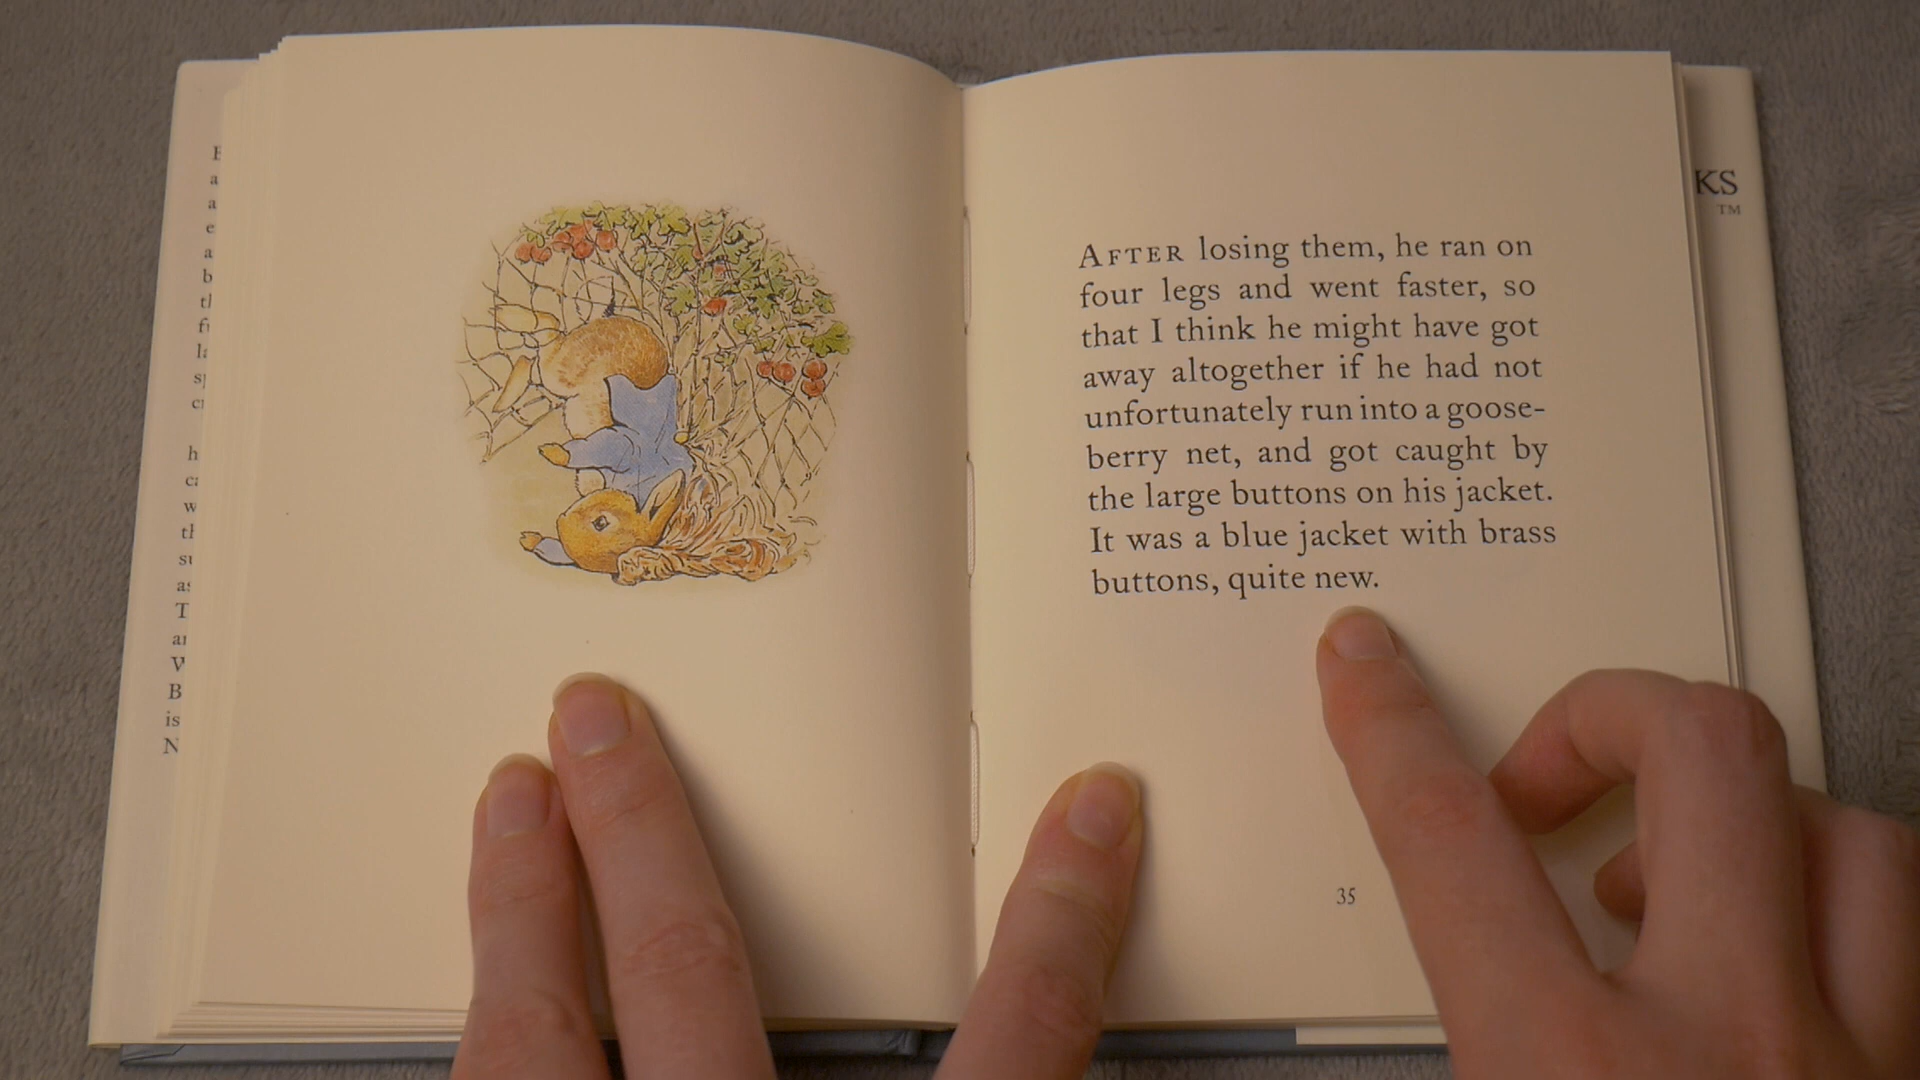 AFTER losing them, he ran on
four legs and went faster, so
that I think he might have got
away altogether if he had not
unfortunately run into a goose-
berry net, and got caught by
the large buttons on his jacket.
It was a blue jacket with brass
buttons, quite new.
35
KS
TM